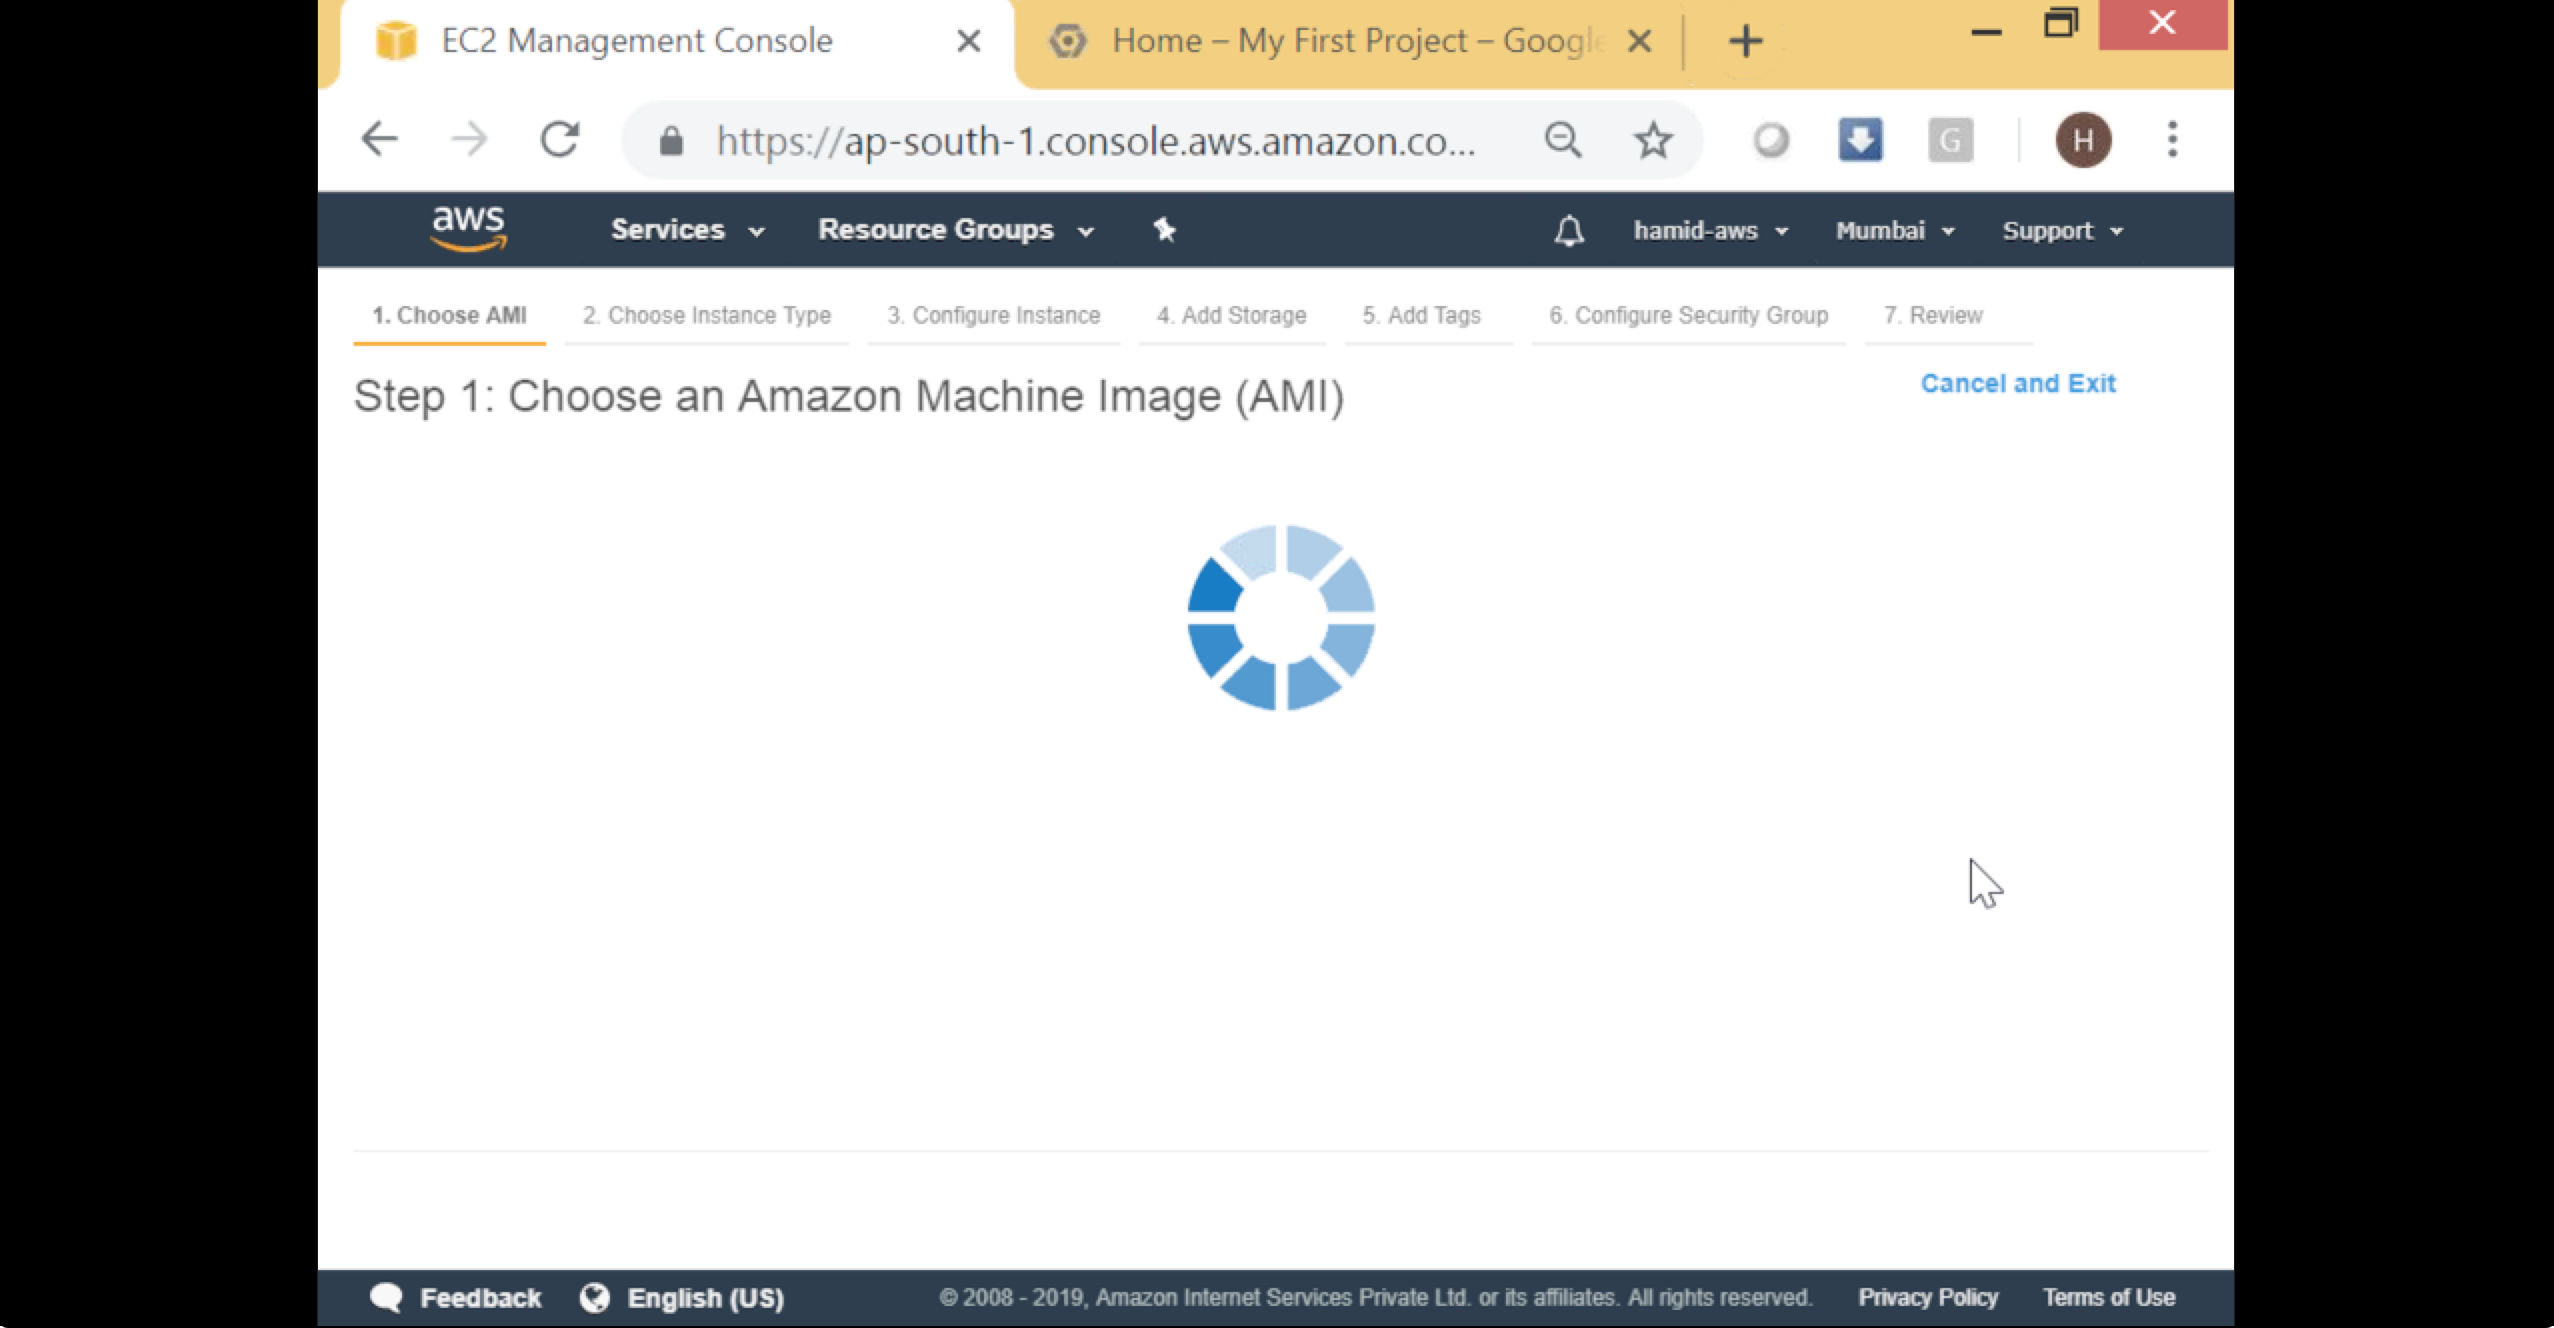 EC2 Management Console
Home – My First Project – Google
https://ap-south-1.console.aws.amazon.co...
G
H
aws Services Resource Groups hamid-aws Mumbai Support
1. Choose AMI 2. Choose Instance Type 3. Configure Instance 4. Add Storage 5. Add Tags 6. Configure Security Group 7. Review
Step 1: Choose an Amazon Machine Image (AMI)
Cancel and Exit
Feedback English (US) © 2008 - 2019, Amazon Internet Services Private Ltd. or its affiliates. All rights reserved. Privacy Policy Terms of Use